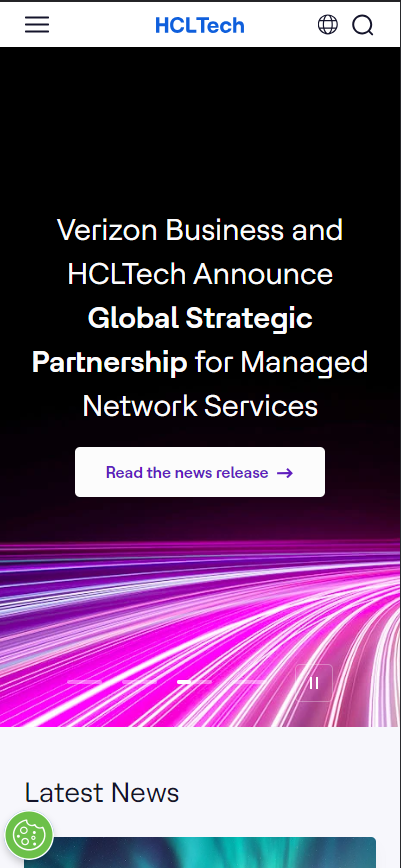 HCLTech
Verizon Business and
HCLTech Announce
Global Strategic
Partnership for Managed
Network Services
Read the news release →
Latest News